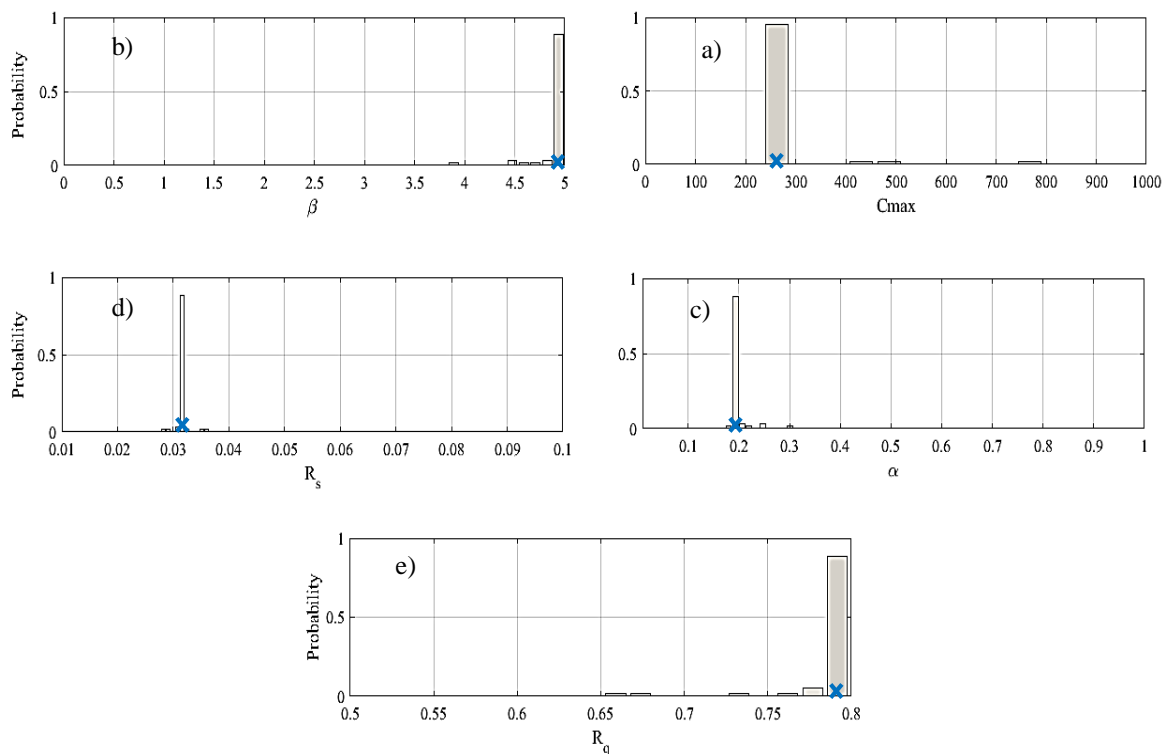 1
b)
Probability
0.5
0
0 0.5 1 1.5 2 2.5 3 3.5 4 4.5 5
β
1
a)
0.5
0
0 100 200 300 400 500 600 700 800 900 1000
Cmax
1
d)
Probability
0.5
0
0.01 0.02 0.03 0.04 0.05 0.06 0.07 0.08 0.09 0.1
R_s
1
c)
0.5
0
0.1 0.2 0.3 0.4 0.5 0.6 0.7 0.8 0.9 1
α
1
e)
Probability
0.5
0
0.5 0.55 0.6 0.65 0.7 0.75 0.8
R_q